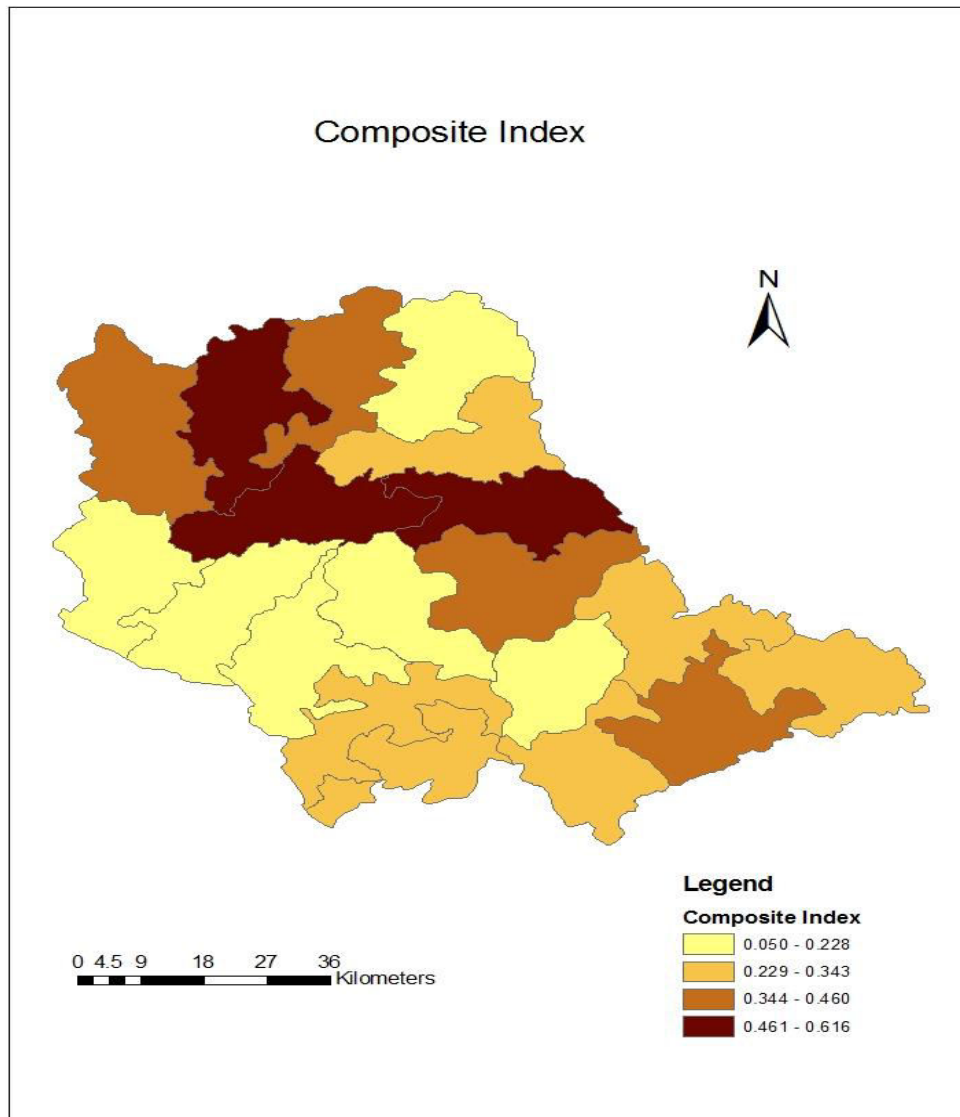 Composite Index
N
Legend
Composite Index
0.050 - 0.228
0.229 - 0.343
0.344 - 0.460
0.461 - 0.616
0 4.5 9 18 27 36
Kilometers